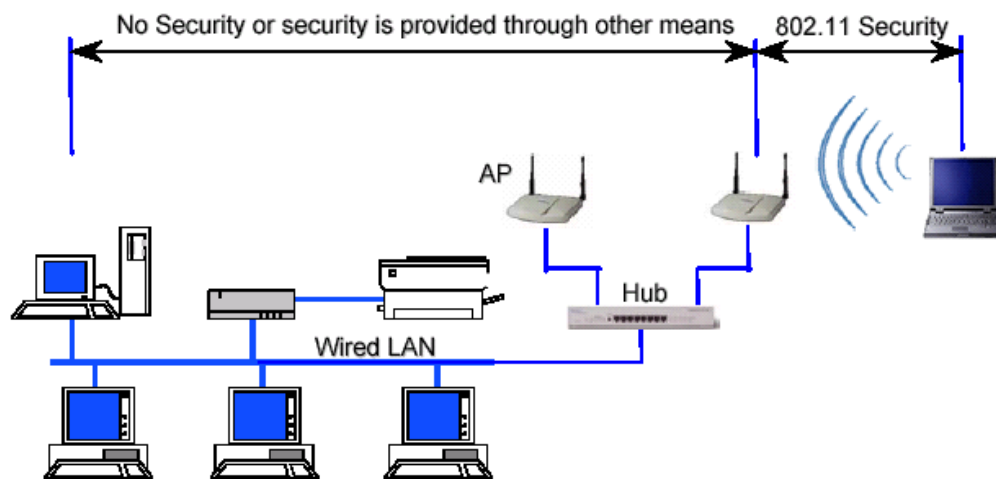 No Security or security is provided through other means
802.11 Security
AP
Hub
Wired LAN